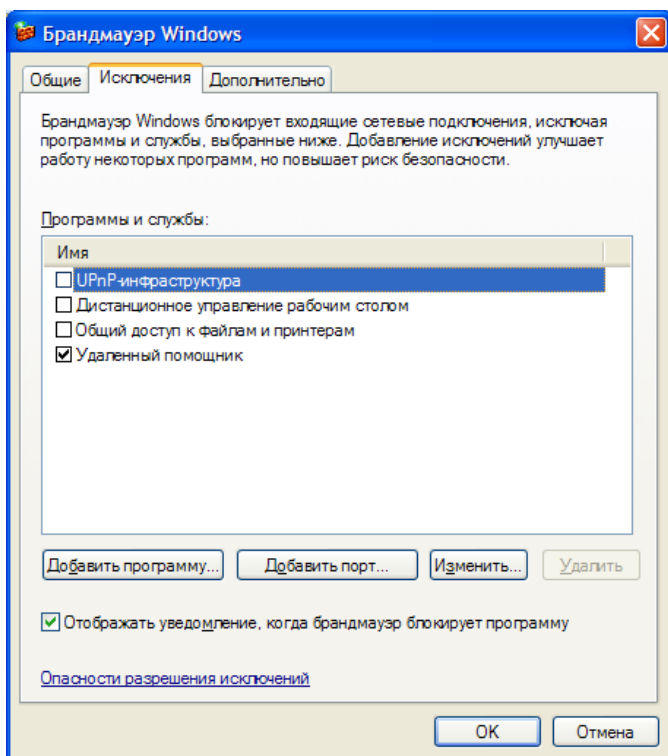 Брандмауэр Windows
Общие Исключения Дополнительно
Брандмауэр Windows блокирует входящие сетевые подключения, исключая
программы и службы, выбранные ниже. Добавление исключений улучшает
работу некоторых программ, но повышает риск безопасности.
Программы и службы:
Имя
UPnP-инфраструктура
Дистанционное управление рабочим столом
Общий доступ к файлам и принтерам
Удаленный помощник
Добавить программу... Добавить порт... Изменить... Удалить
Отображать уведомление, когда брандмауэр блокирует программу
Опасности разрешения исключений
OK Отмена